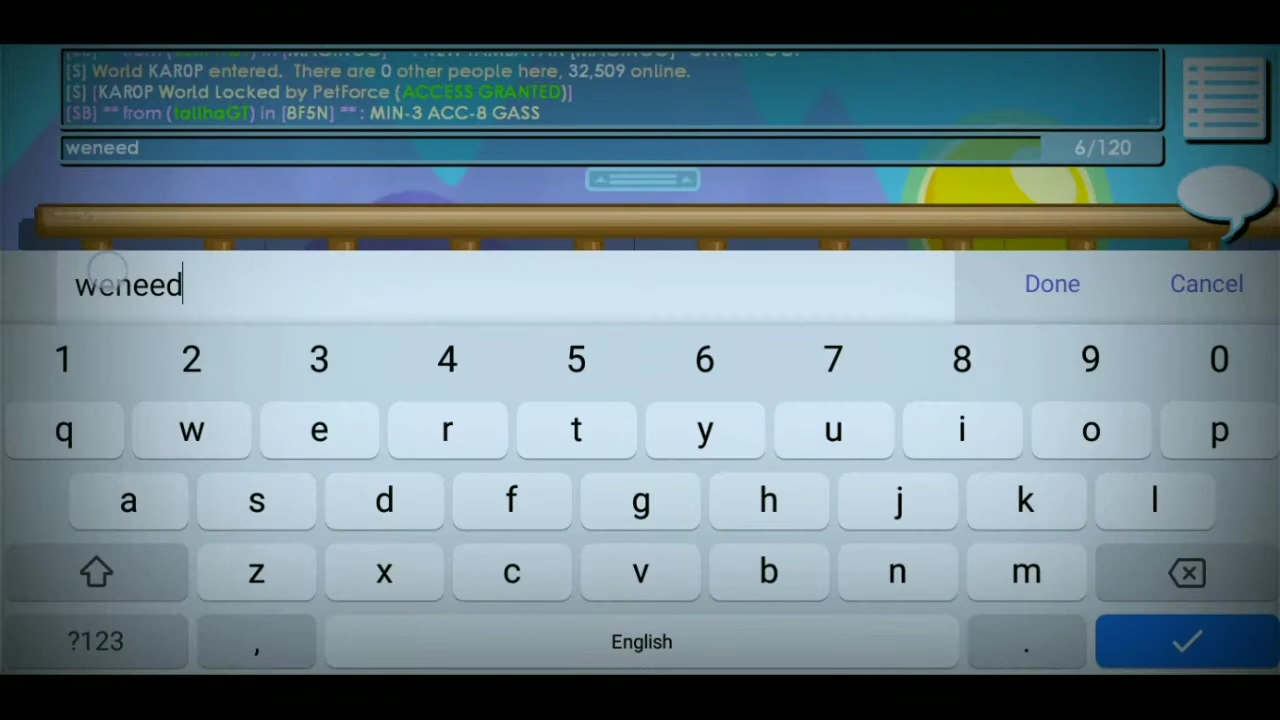 [S] World KAR0P entered. There are 0 other people here, 32,509 online.
[S] [KAR0P World Locked by PetForce (ACCESS GRANTED)]
[SB] ** from (tallhaGT) in [8F5N] ** : MIN-3 ACC-8 GASS
weneed 6/120
weneed Done Cancel
1 2 3 4 5 6 7 8 9 0
q w e r t y u i o p
a s d f g h j k l
z x c v b n m
?123 , English .